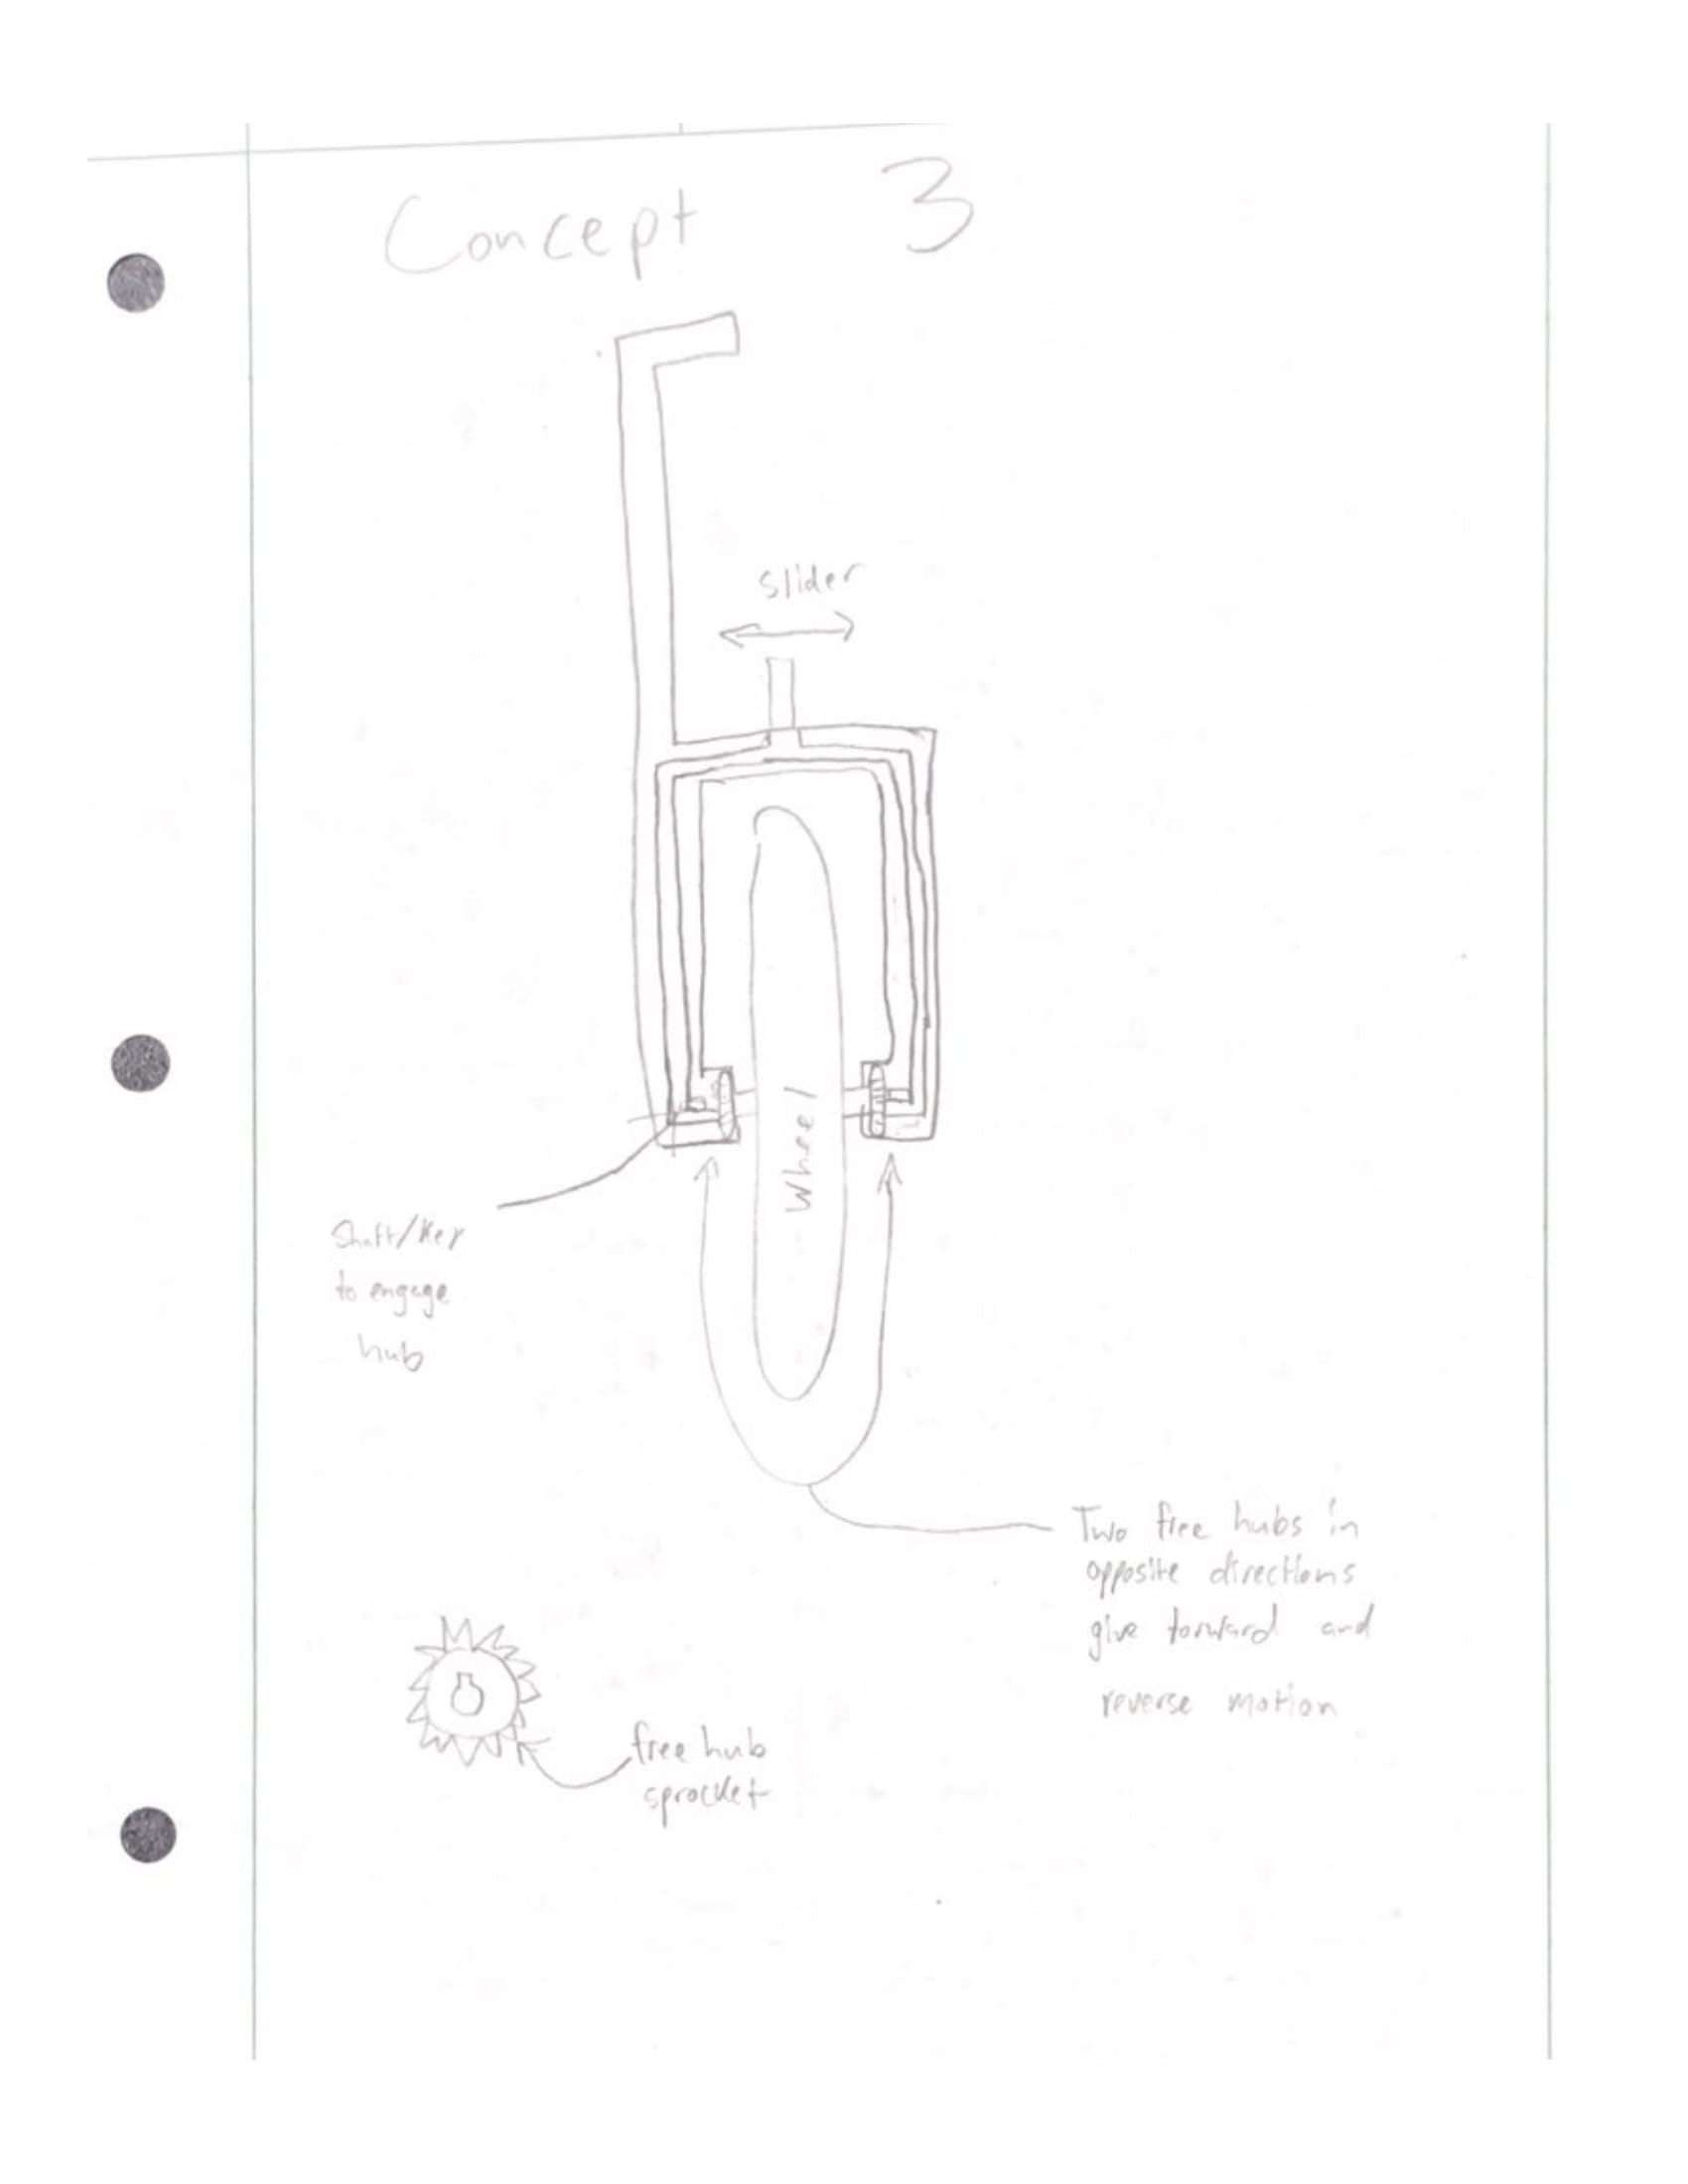 Concept 3
slider
Wheel
Shaft/Key
to engage
hub
Two free hubs in
opposite directions
give forward and
reverse motion
free hub
sprocket